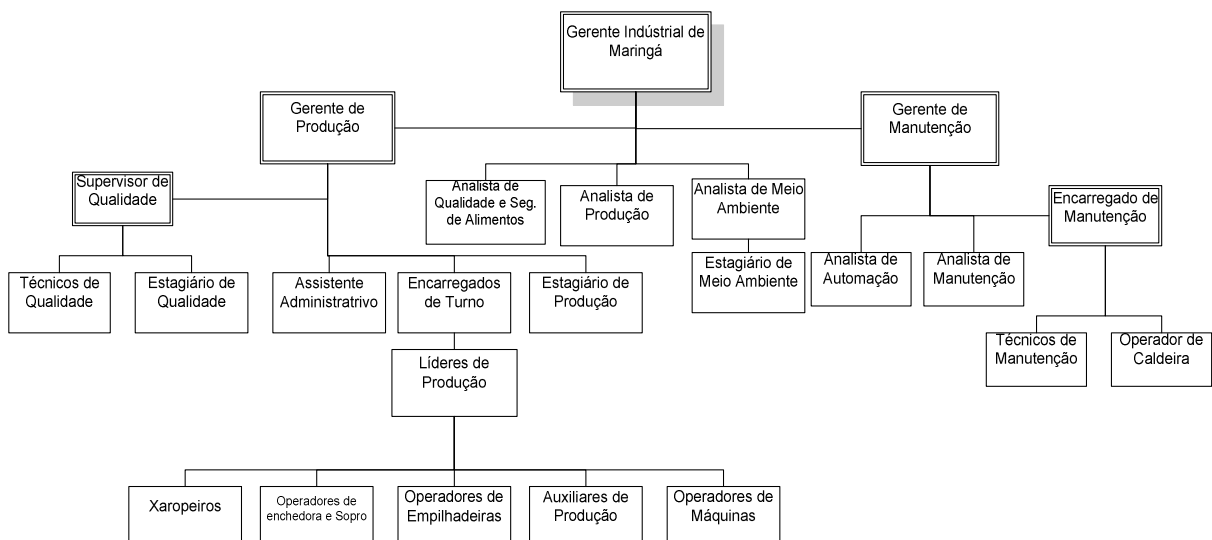 Gerente Indústrial de
Maringá
Gerente de
Produção
Gerente de
Manutenção
Supervisor de
Qualidade
Analista de
Qualidade e Seg.
de Alimentos
Analista de
Produção
Analista de Meio
Ambiente
Encarregado de
Manutenção
Técnicos de
Qualidade
Estagiário de
Qualidade
Assistente
Administratrivo
Encarregados
de Turno
Estagiário de
Produção
Estagiário de
Meio Ambiente
Analista de
Automação
Analista de
Manutenção
Técnicos de
Manutenção
Operador de
Caldeira
Líderes de
Produção
Xaropeiros
Operadores de
enchedora e Sopro
Operadores de
Empilhadeiras
Auxiliares de
Produção
Operadores de
Máquinas